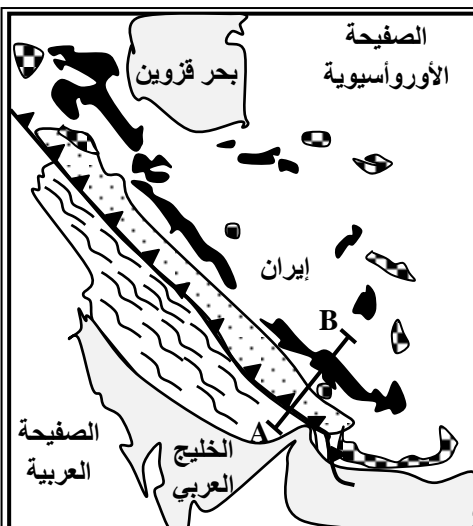 الصفيحة
الأوروأسيوية
بحر قزوين
إيران
B
A
الصفيحة
العربية
الخليج
العربي